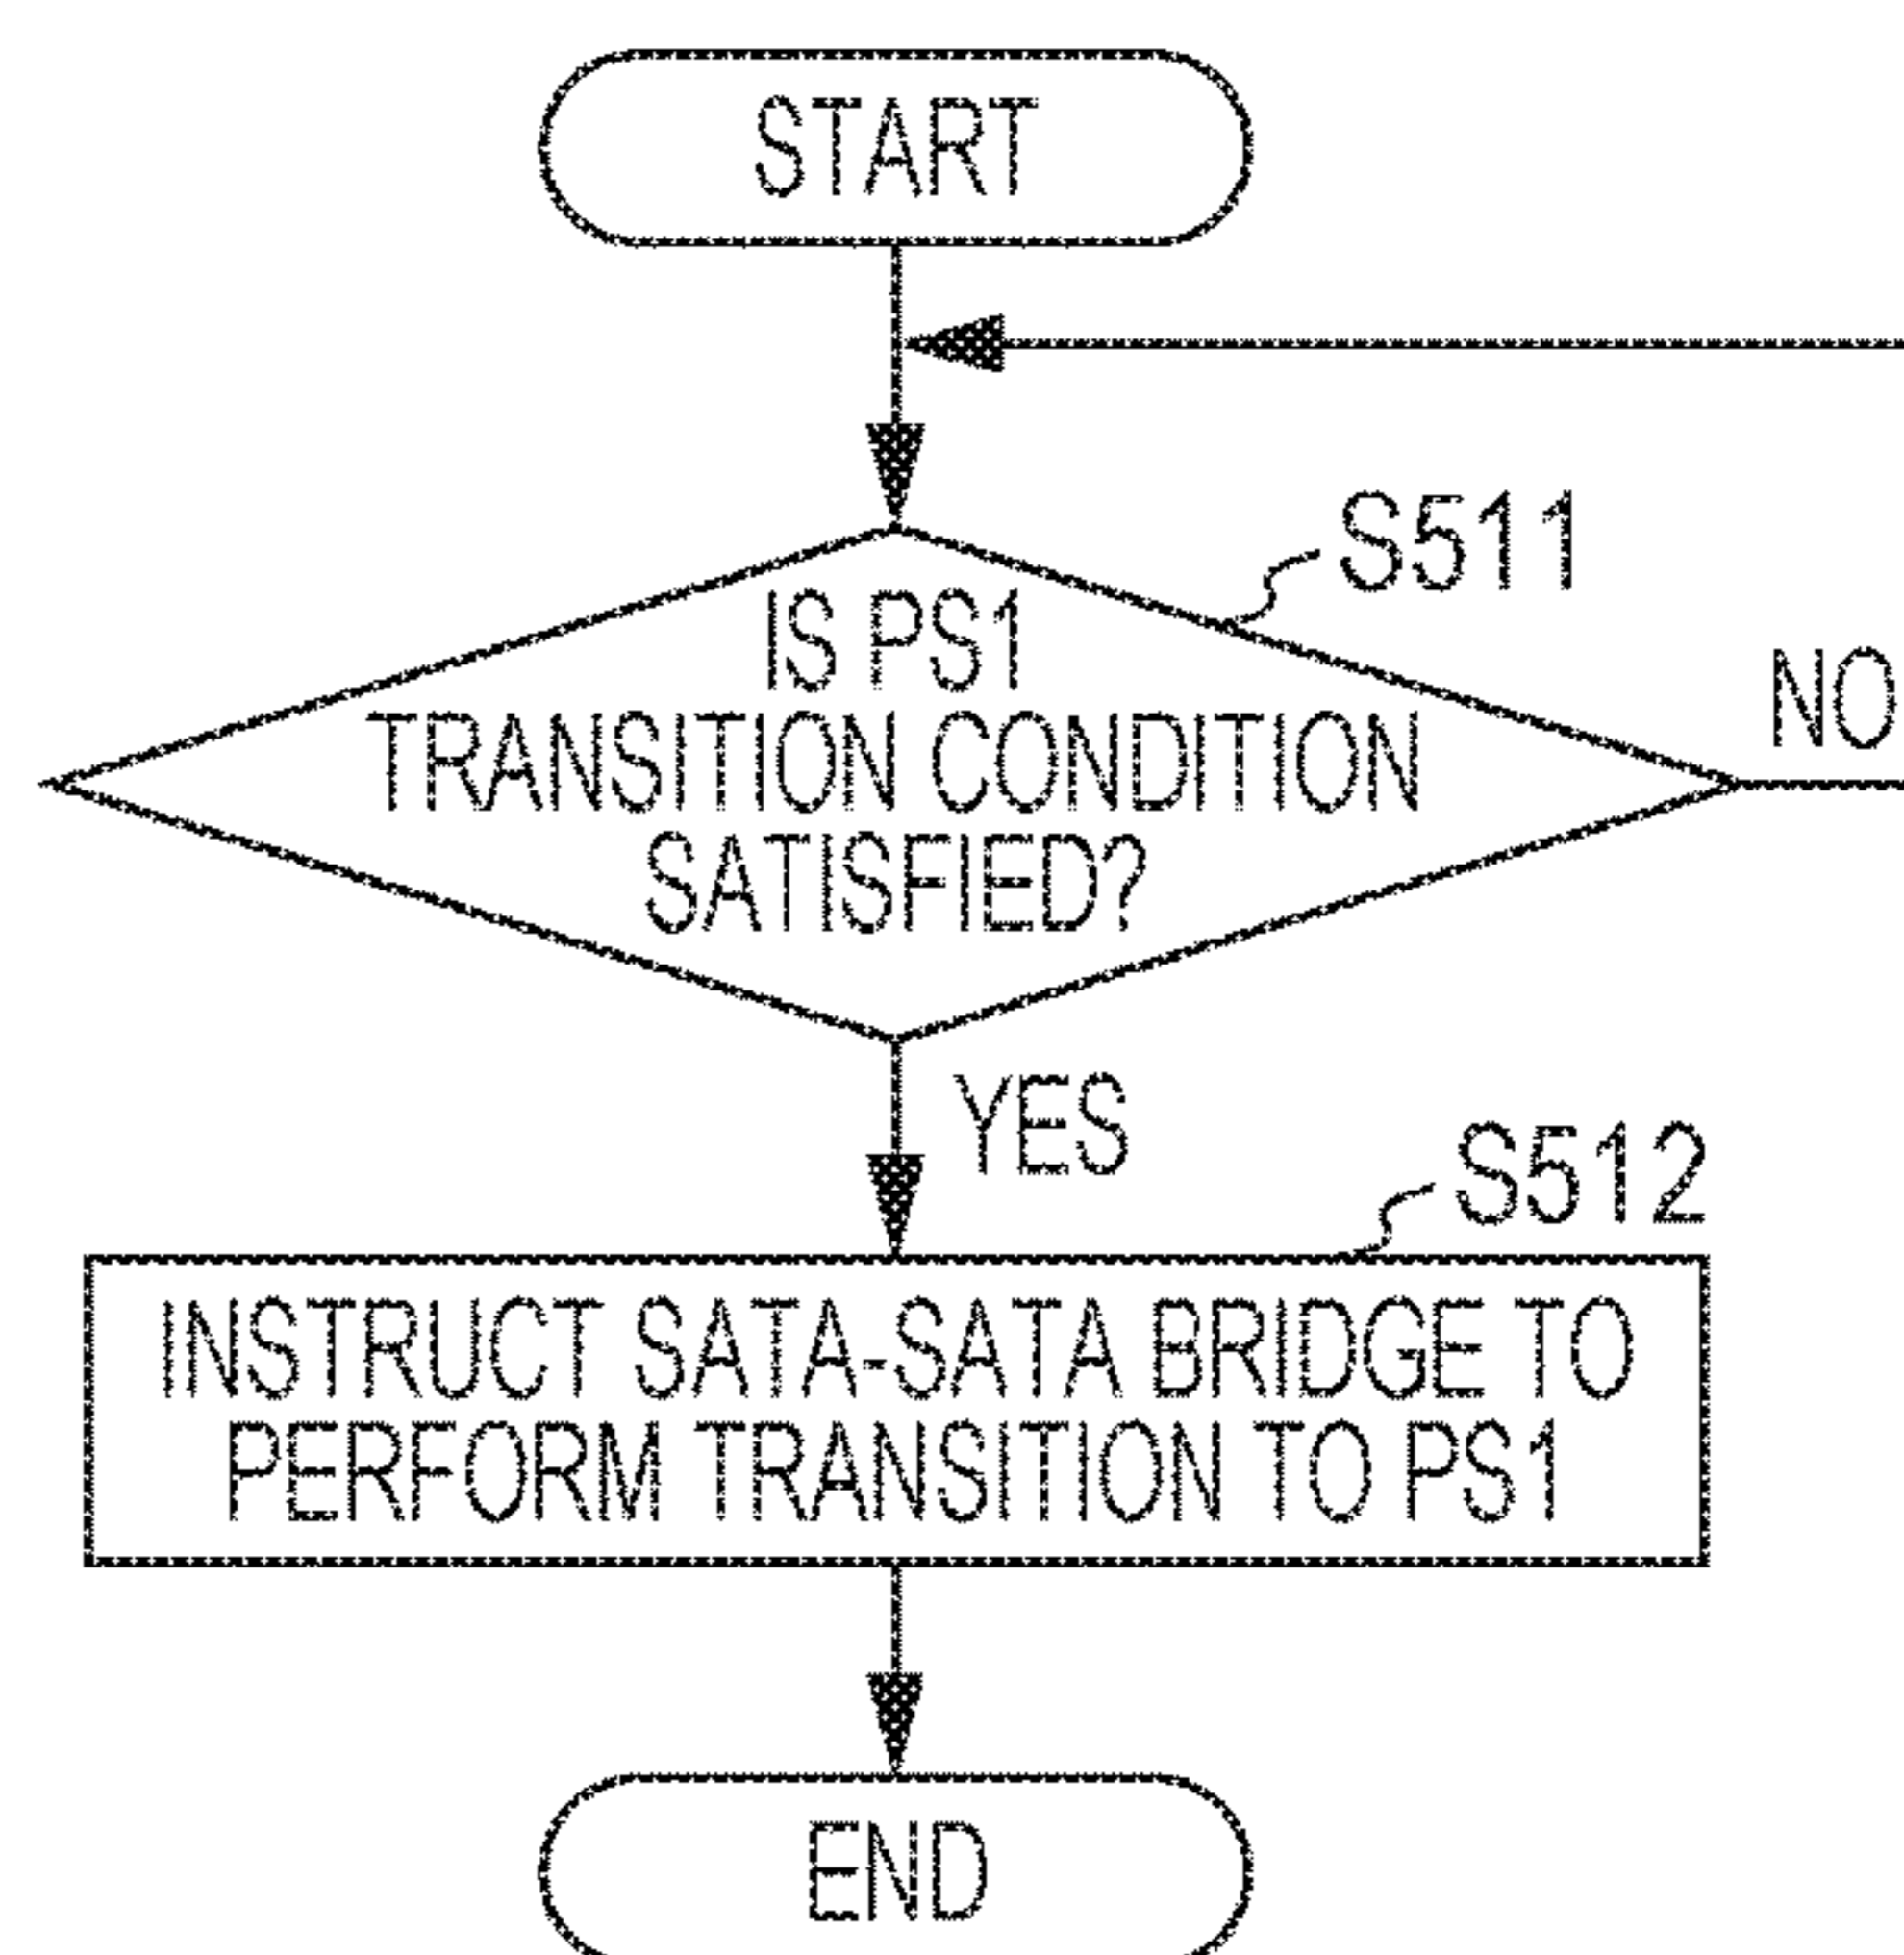 START
S511
IS PS1
TRANSITION CONDITION
SATISFIED?
NO
YES
S512
INSTRUCT SATA-SATA BRIDGE TO
PERFORM TRANSITION TO PS1
END